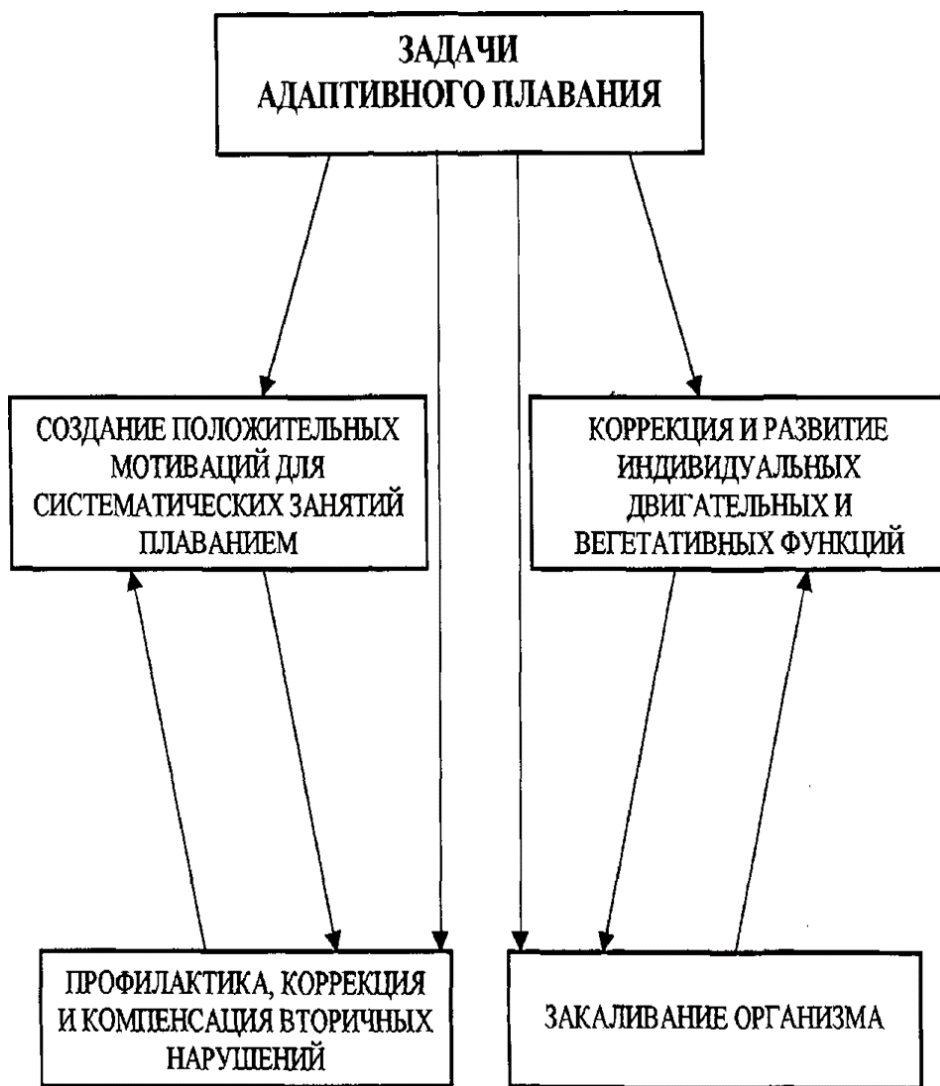 ЗАДАЧИ
АДАПТИВНОГО ПЛАВАНИЯ
СОЗДАНИЕ ПОЛОЖИТЕЛЬНЫХ
МОТИВАЦИЙ ДЛЯ
СИСТЕМАТИЧЕСКИХ ЗАНЯТИЙ
ПЛАВАНИЕМ
КОРРЕКЦИЯ И РАЗВИТИЕ
ИНДИВИДУАЛЬНЫХ
ДВИГАТЕЛЬНЫХ И
ВЕГЕТАТИВНЫХ ФУНКЦИЙ
ПРОФИЛАКТИКА, КОРРЕКЦИЯ
И КОМПЕНСАЦИЯ ВТОРИЧНЫХ
НАРУШЕНИЙ
ЗАКАЛИВАНИЕ ОРГАНИЗМА